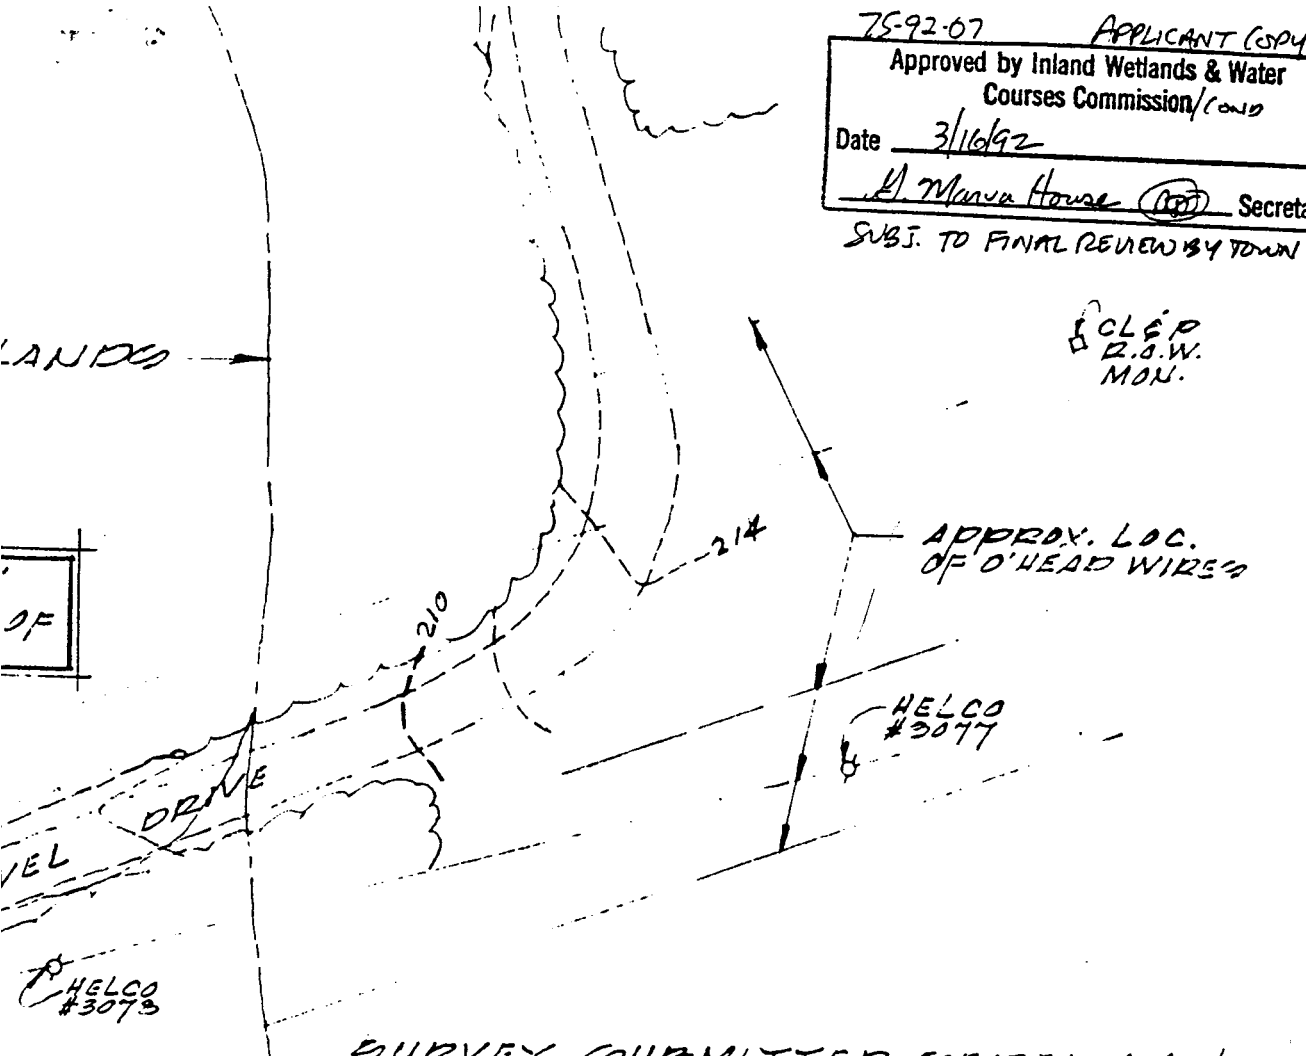 75-92-07 APPLICANT COPY
Approved by Inland Wetlands & Water
Courses Commission/COND
Date 3/16/92
Marva House Secreta
SUBJ. TO FINAL REVIEW BY TOWN
CL&P
R.O.W.
MON.
LANDS
APPROX. LOC.
OF O'HEAD WIRES
214
210
OF
HELCO
#3077
DRIVE
VEL
HELCO
#3073